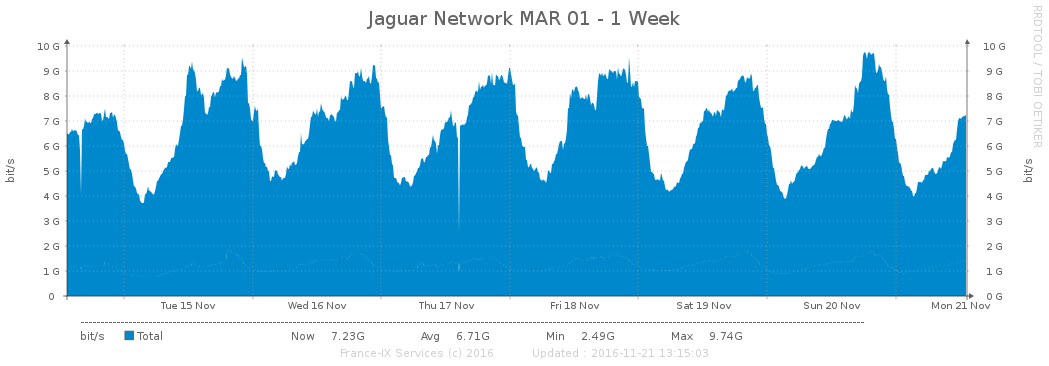 Jaguar Network MAR 01 - 1 Week
RRDTOOL / TOBI OETIKER
bit/s
bit/s
10 G 10 G
9 G 9 G
8 G 8 G
7 G 7 G
6 G 6 G
5 G 5 G
4 G 4 G
3 G 3 G
2 G 2 G
1 G 1 G
0 0 G
Tue 15 Nov Wed 16 Nov Thu 17 Nov Fri 18 Nov Sat 19 Nov Sun 20 Nov Mon 21 Nov
bit/s Total Now 7.23G Avg 6.71G Min 2.49G Max 9.74G
France-IX Services (c) 2016 Updated : 2016-11-21 13:15:03